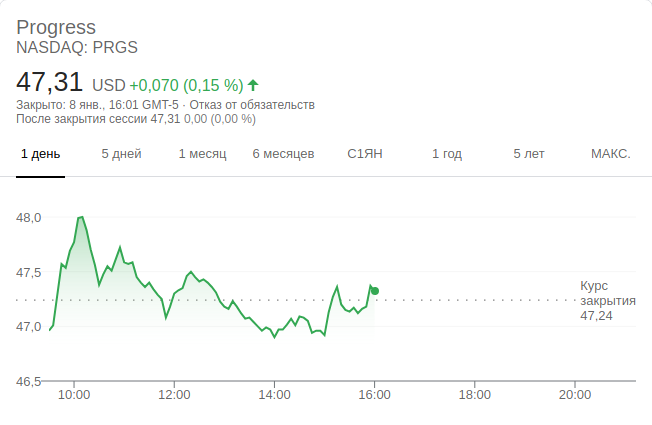 Progress
NASDAQ: PRGS
47,31 USD +0,070 (0,15 %)
Закрыто: 8 янв., 16:01 GMT-5 · Отказ от обязательств
После закрытия сессии 47,31 0,00 (0,00 %)
1 день 5 дней 1 месяц 6 месяцев С1ЯН 1 год 5 лет МАКС.
48,0
47,5
Курс
закрытия
47,24
47,0
46,5
10:00 12:00 14:00 16:00 18:00 20:00